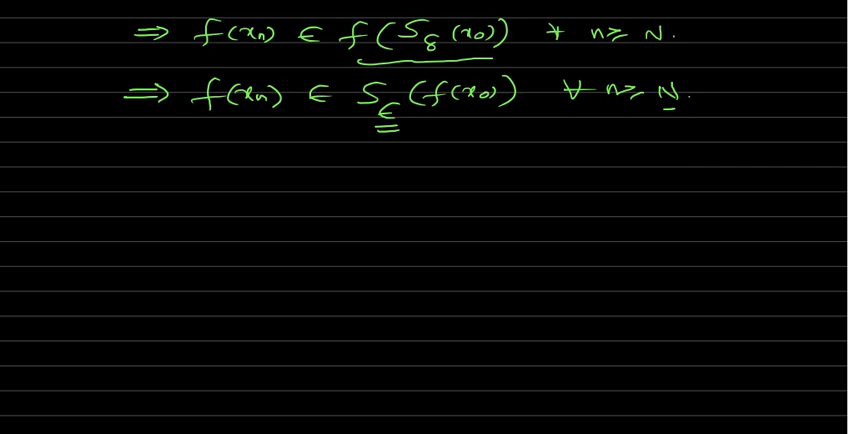 ⇒ f(xₙ) ∈ f(S_δ(x₀)) ∀ n ≥ N.
⇒ f(xₙ) ∈ S_ϵ(f(x₀)) ∀ n ≥ N.